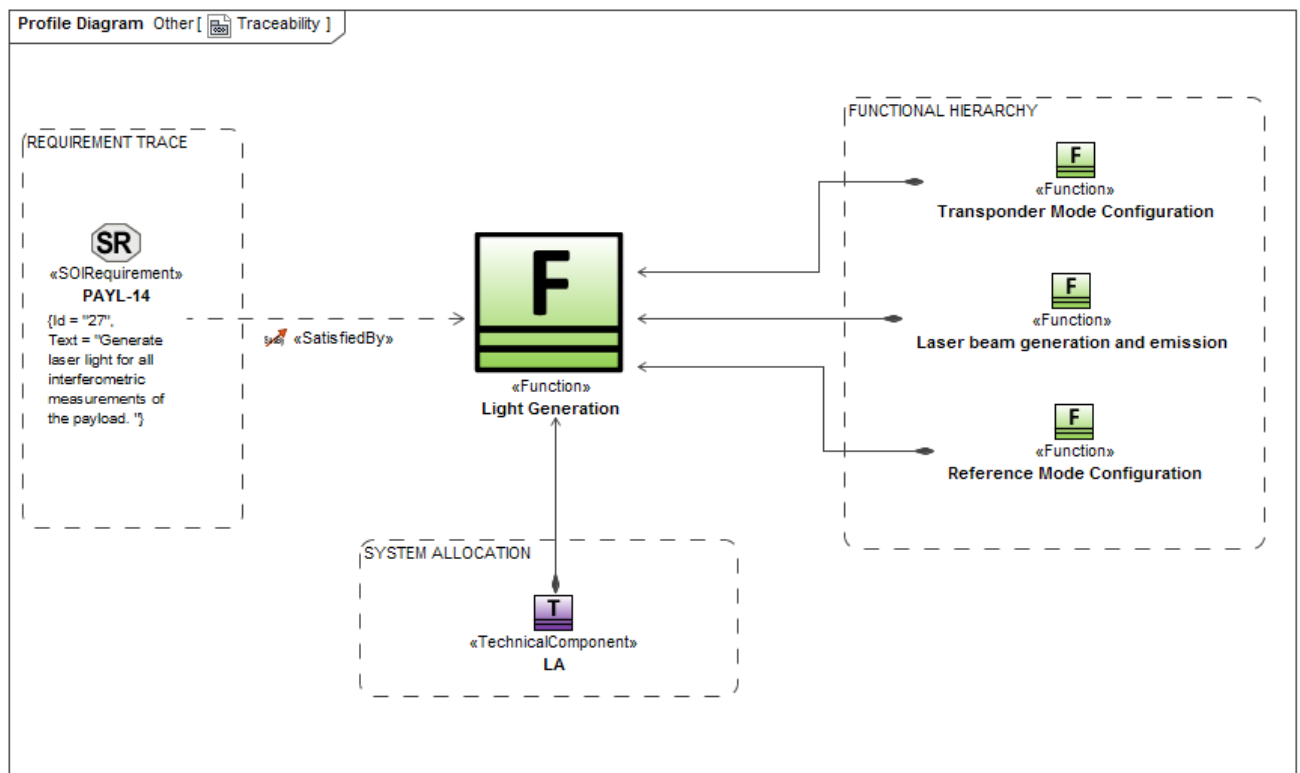 Profile Diagram Other [ Traceability ]
REQUIREMENT TRACE
SR
«SOIRequirement»
PAYL-14
{Id = "27",
Text = "Generate
laser light for all
interferometric
measurements of
the payload. "}
«SatisfiedBy»
F
«Function»
Light Generation
FUNCTIONAL HIERARCHY
F
«Function»
Transponder Mode Configuration
F
«Function»
Laser beam generation and emission
F
«Function»
Reference Mode Configuration
SYSTEM ALLOCATION
T
«TechnicalComponent»
LA